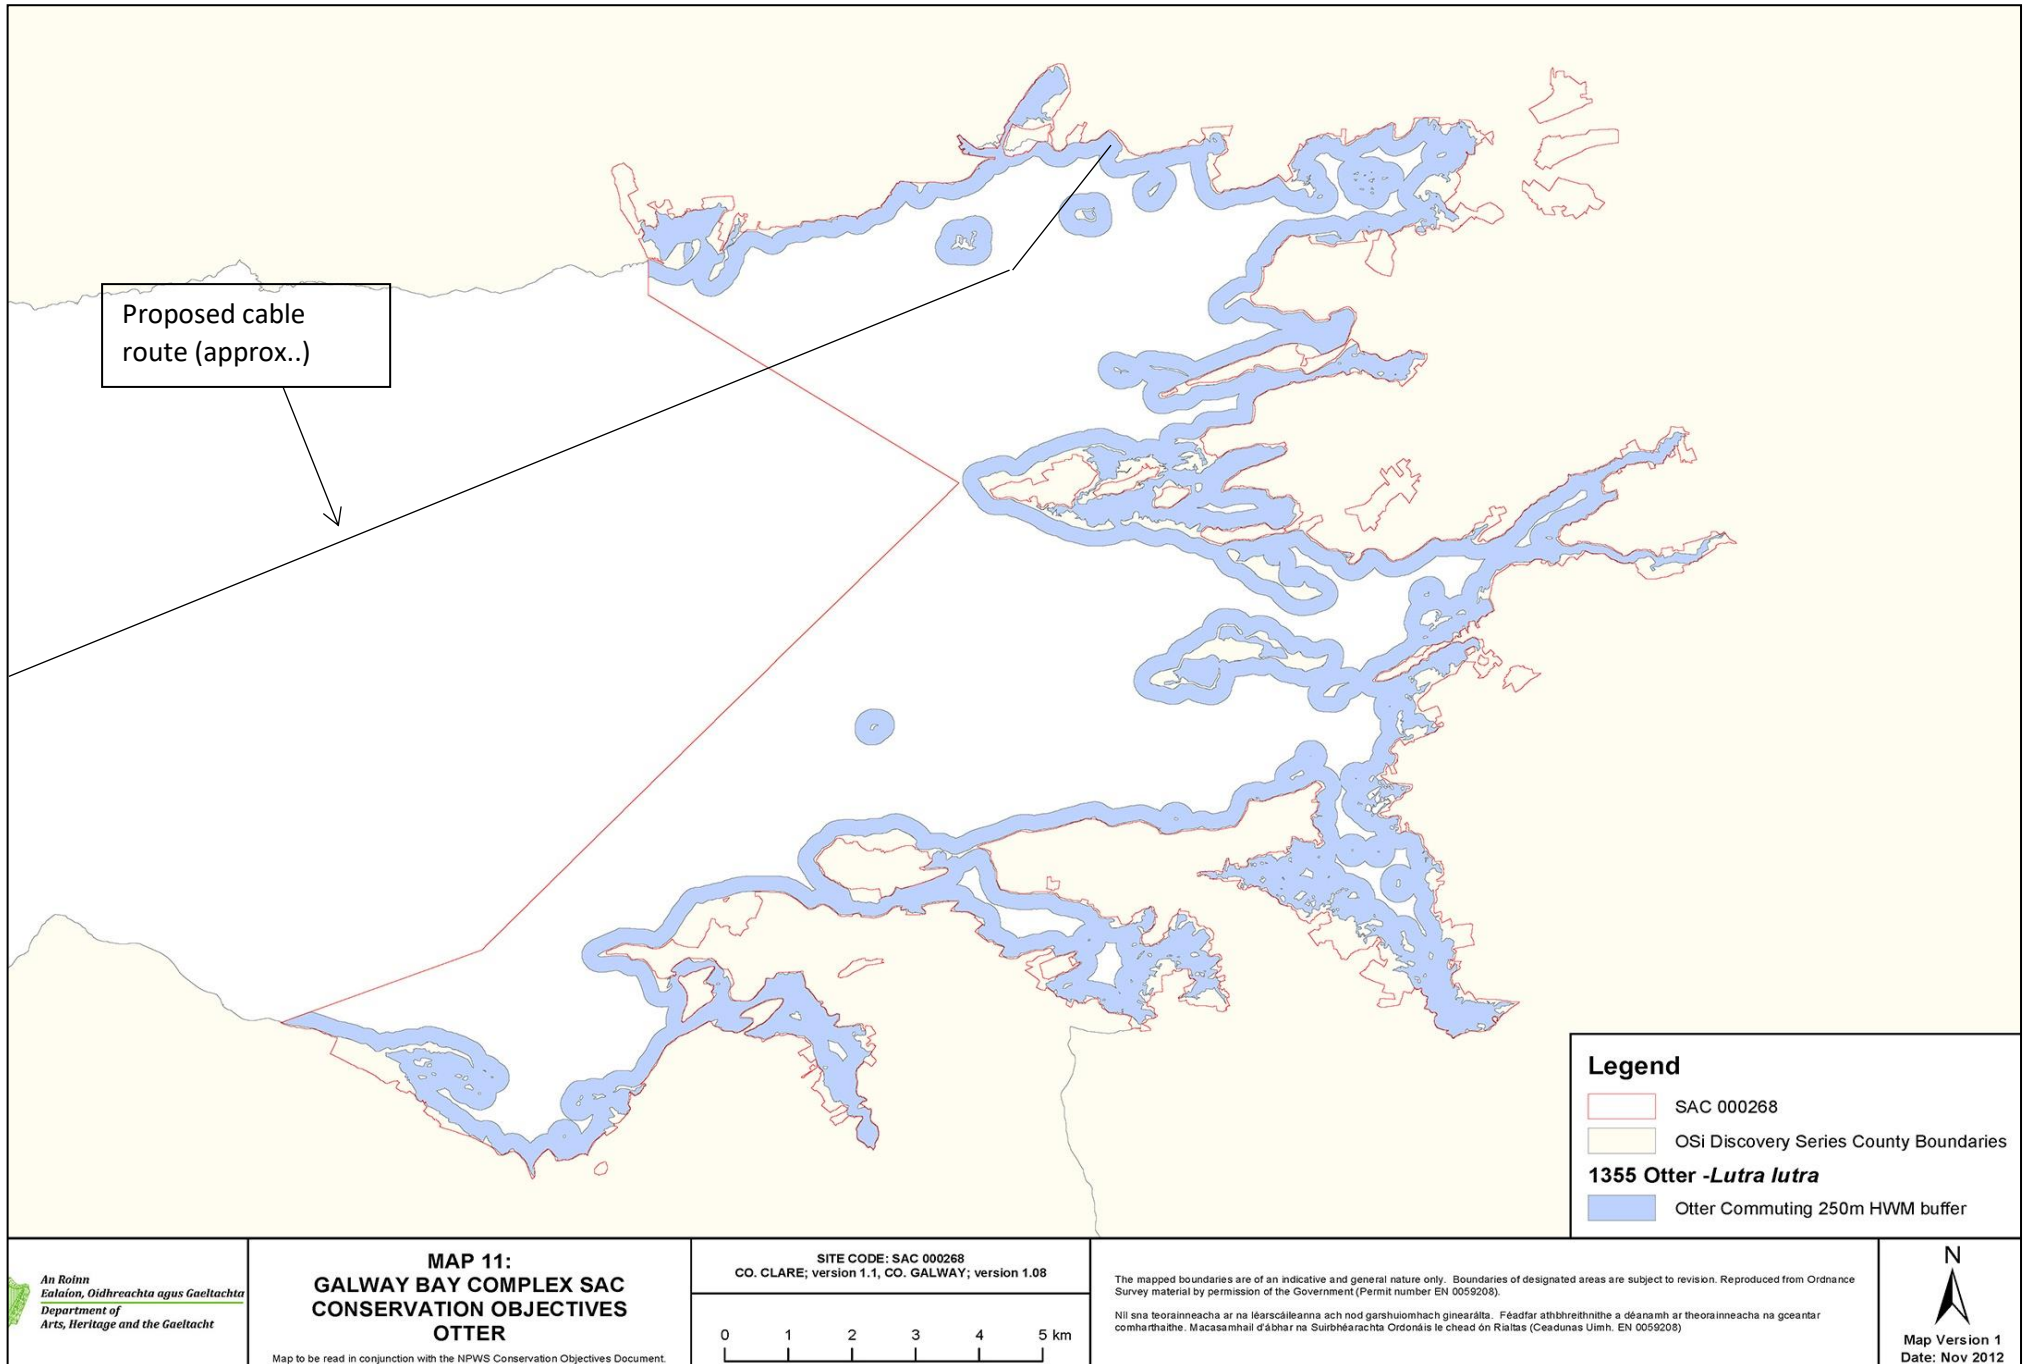 Proposed cable
route (approx..)
Legend
SAC 000268
OSi Discovery Series County Boundaries
1355 Otter -Lutra lutra
Otter Commuting 250m HWM buffer
An Roinn
Ealaíon, Oidhreachta agus Gaeltachta
Department of
Arts, Heritage and the Gaeltacht
MAP 11:
GALWAY BAY COMPLEX SAC
CONSERVATION OBJECTIVES
OTTER
Map to be read in conjunction with the NPWS Conservation Objectives Document.
SITE CODE: SAC 000268
CO. CLARE; version 1.1, CO. GALWAY; version 1.08
0 1 2 3 4 5 km
The mapped boundaries are of an indicative and general nature only. Boundaries of designated areas are subject to revision. Reproduced from Ordnance
Survey material by permission of the Government (Permit number EN 0059208).
Níl sna teorainneacha ar na léarscáileanna ach nod garshuiomhach ginearálta. Féadfar athbhreithnithe a déanamh ar theorainneacha na gceantar
comharthaithe. Macasamhail d'ábhar na Suirbhéarachta Ordonáis le chead ón Rialtas (Ceadunas Uimh. EN 0059208)
N
Map Version 1
Date: Nov 2012